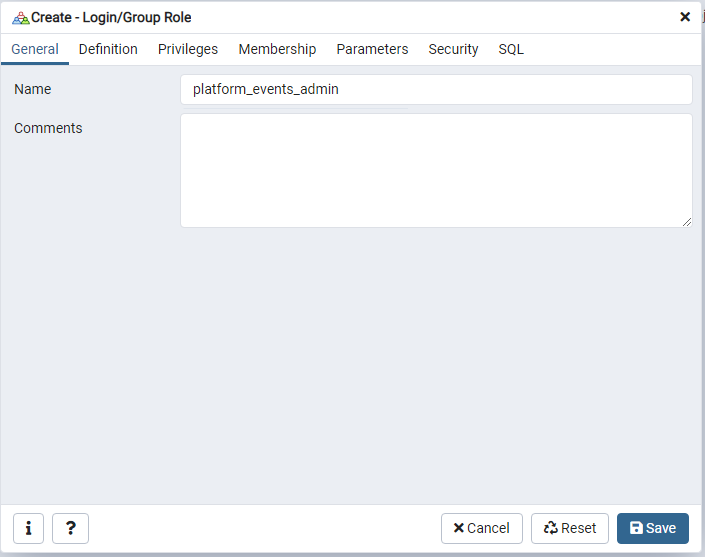 Create - Login/Group Role
General Definition Privileges Membership Parameters Security SQL
Name platform_events_admin
Comments
Cancel Reset Save